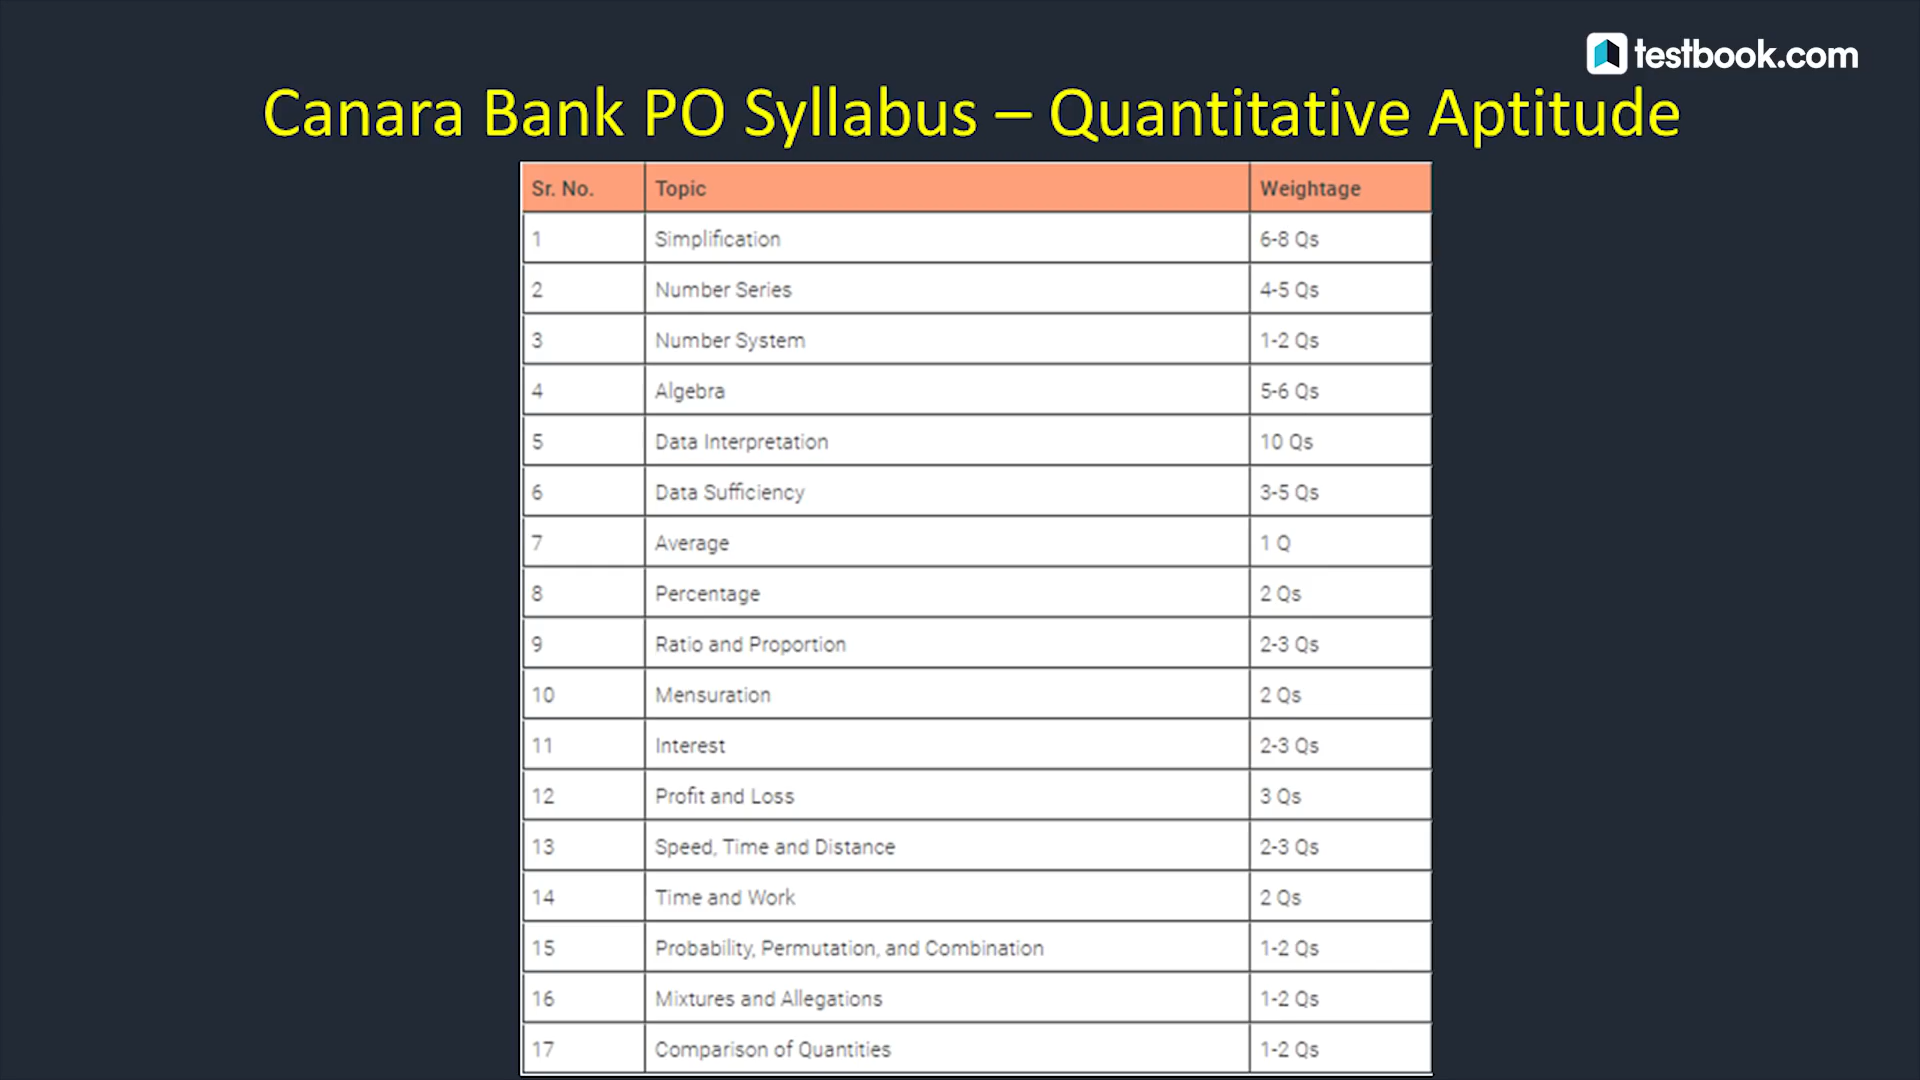 testbook.com
Canara Bank PO Syllabus – Quantitative Aptitude
Sr. No. Topic Weightage
1 Simplification 6-8 Qs
2 Number Series 4-5 Qs
3 Number System 1-2 Qs
4 Algebra 5-6 Qs
5 Data Interpretation 10 Qs
6 Data Sufficiency 3-5 Qs
7 Average 1 Q
8 Percentage 2 Qs
9 Ratio and Proportion 2-3 Qs
10 Mensuration 2 Qs
11 Interest 2-3 Qs
12 Profit and Loss 3 Qs
13 Speed, Time and Distance 2-3 Qs
14 Time and Work 2 Qs
15 Probability, Permutation, and Combination 1-2 Qs
16 Mixtures and Allegations 1-2 Qs
17 Comparison of Quantities 1-2 Qs